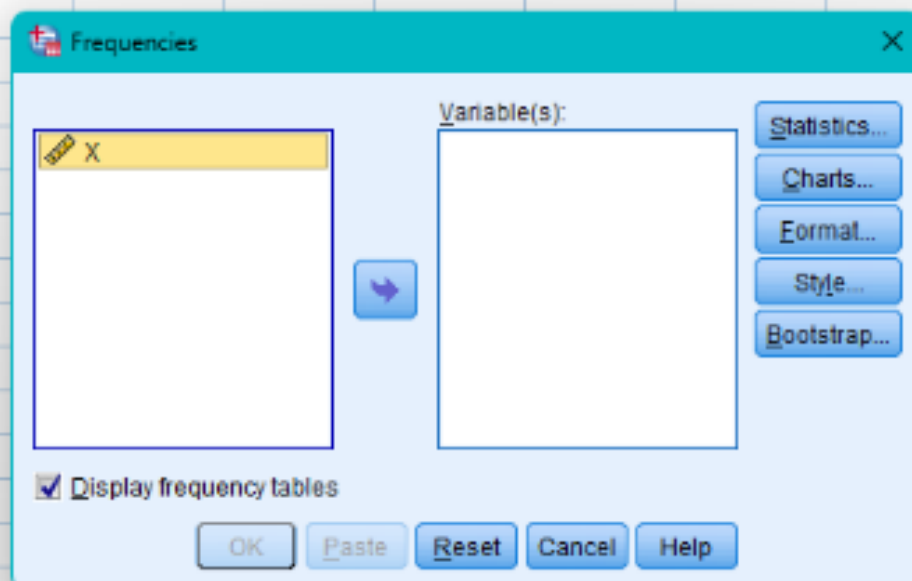 Frequencies
Variable(s):
X
Statistics...
Charts...
Format...
Style...
Bootstrap...
Display frequency tables
OK Paste Reset Cancel Help